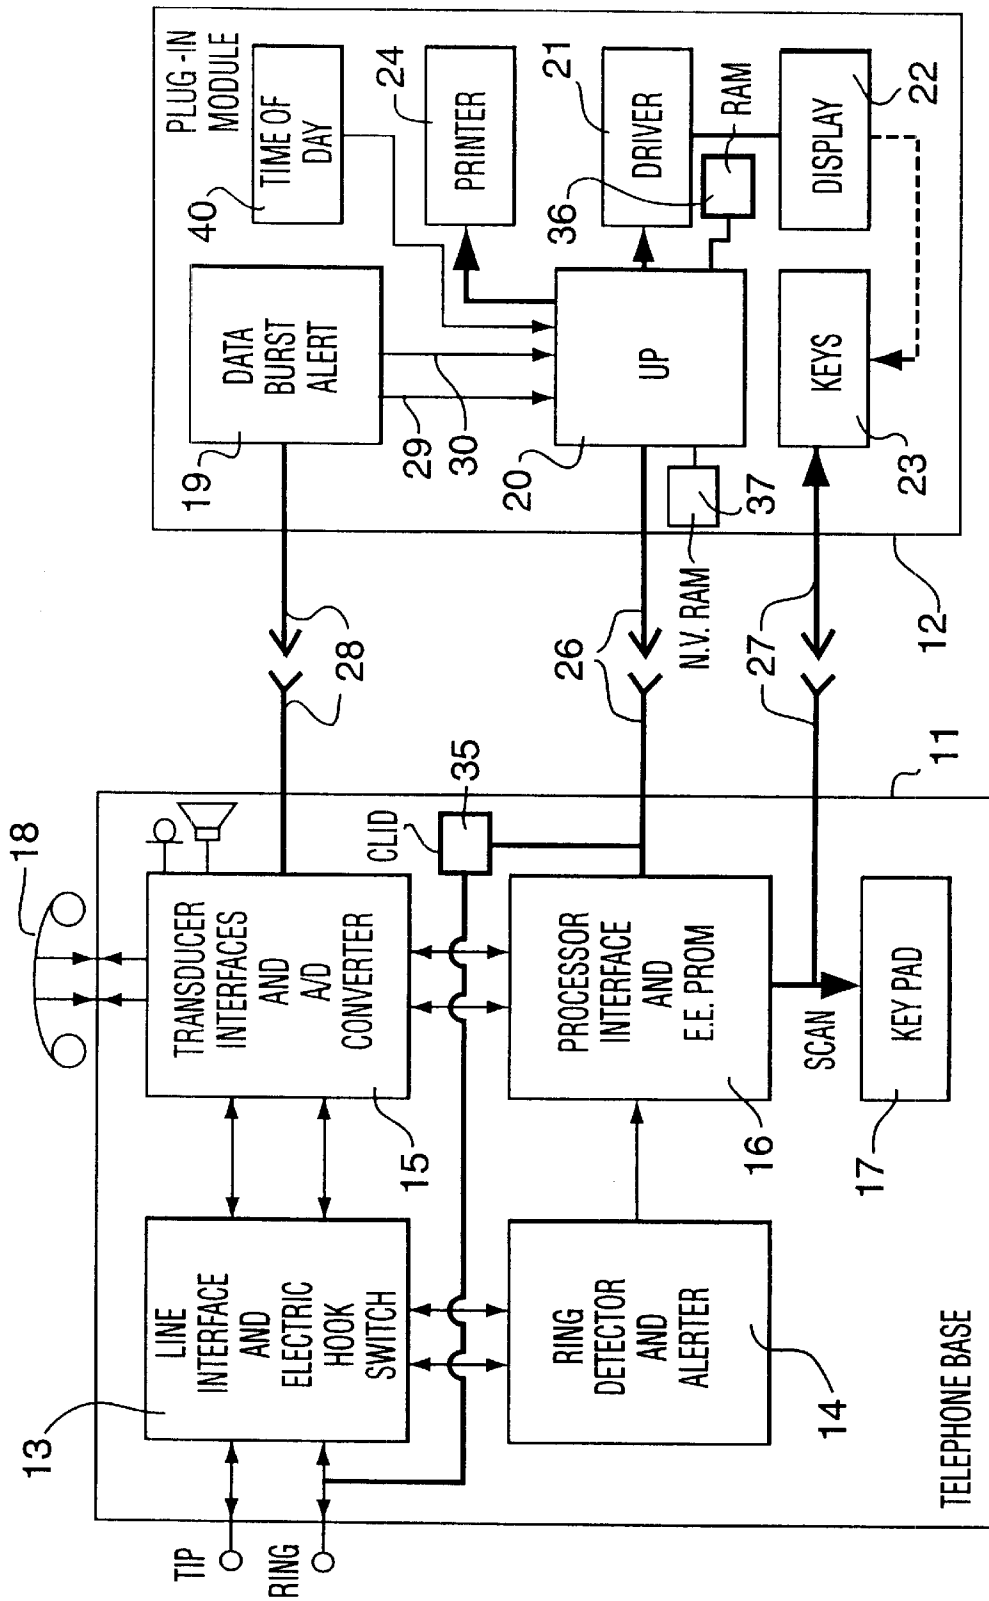 TIP
RING
13
LINE
INTERFACE
AND
ELECTRIC
HOOK
SWITCH
18
TRANSDUCER
INTERFACES
AND
A/D
CONVERTER
15
CLID
35
RING
DETECTOR
AND
ALERTER
14
PROCESSOR
INTERFACE
AND
E.E. PROM
16
SCAN
KEY PAD
17
TELEPHONE BASE
11
28
26
27
12
PLUG-IN
MODULE
19
DATA
BURST
ALERT
40
TIME OF
DAY
29
30
24
PRINTER
20
UP
21
DRIVER
36
RAM
N.V. RAM
37
KEYS
23
DISPLAY
22